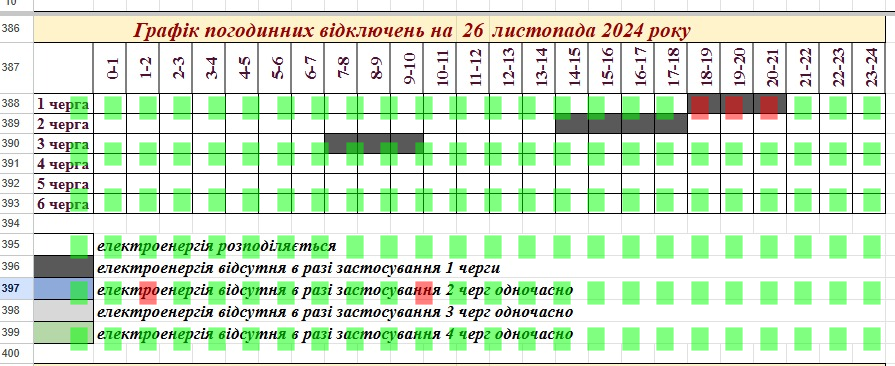 386 Графік погодинних відключень на 26 листопада 2024 року
387 0-1 1-2 2-3 3-4 4-5 5-6 6-7 7-8 8-9 9-10 10-11 11-12 12-13 13-14 14-15 15-16 16-17 17-18 18-19 19-20 20-21 21-22 22-23 23-24
388 1 черга
389 2 черга
390 3 черга
391 4 черга
392 5 черга
393 6 черга
394
395 електроенергія розподіляється
396 електроенергія відсутня в разі застосування 1 черги
397 електроенергія відсутня в разі застосування 2 черг одночасно
398 електроенергія відсутня в разі застосування 3 черг одночасно
399 електроенергія відсутня в разі застосування 4 черг одночасно
400